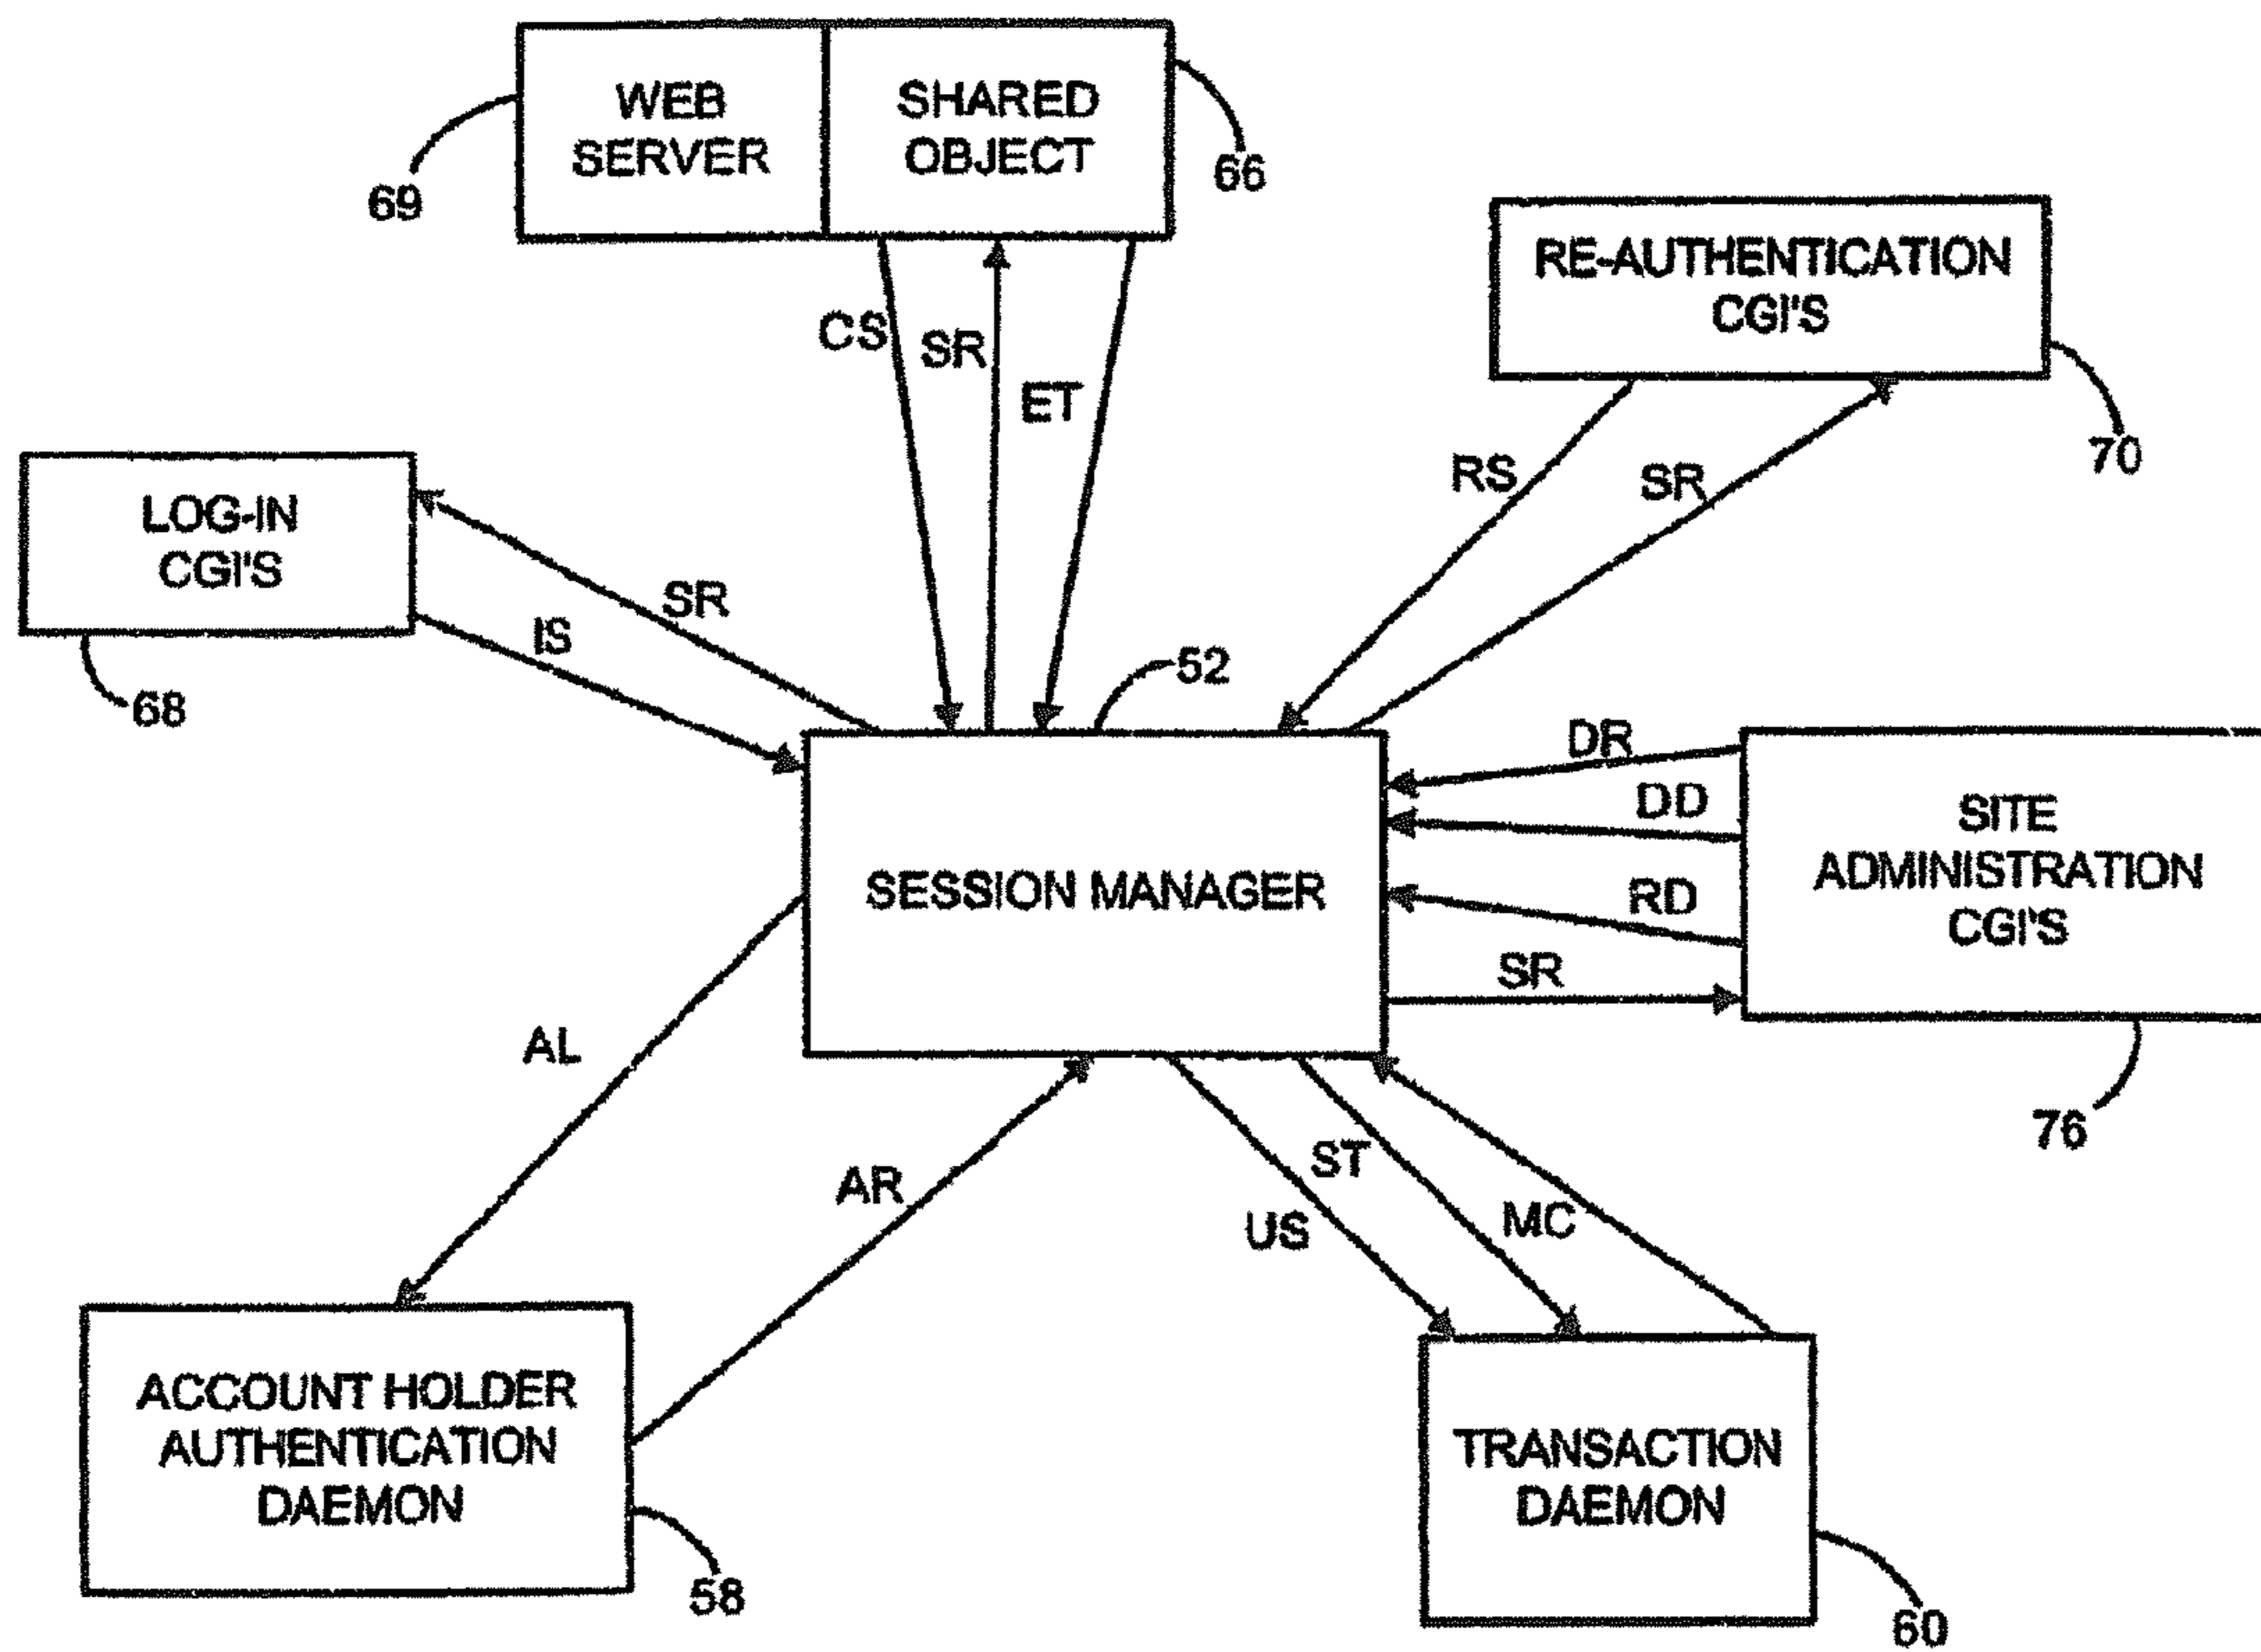 WEB
SERVER
SHARED
OBJECT
69
66
RE-AUTHENTICATION
CGI'S
70
CS
SR
ET
RS
SR
LOG-IN
CGI'S
68
SR
IS
52
SESSION MANAGER
DR
DD
RD
SR
SITE
ADMINISTRATION
CGI'S
76
AL
AR
US
ST
MC
ACCOUNT HOLDER
AUTHENTICATION
DAEMON
58
TRANSACTION
DAEMON
60